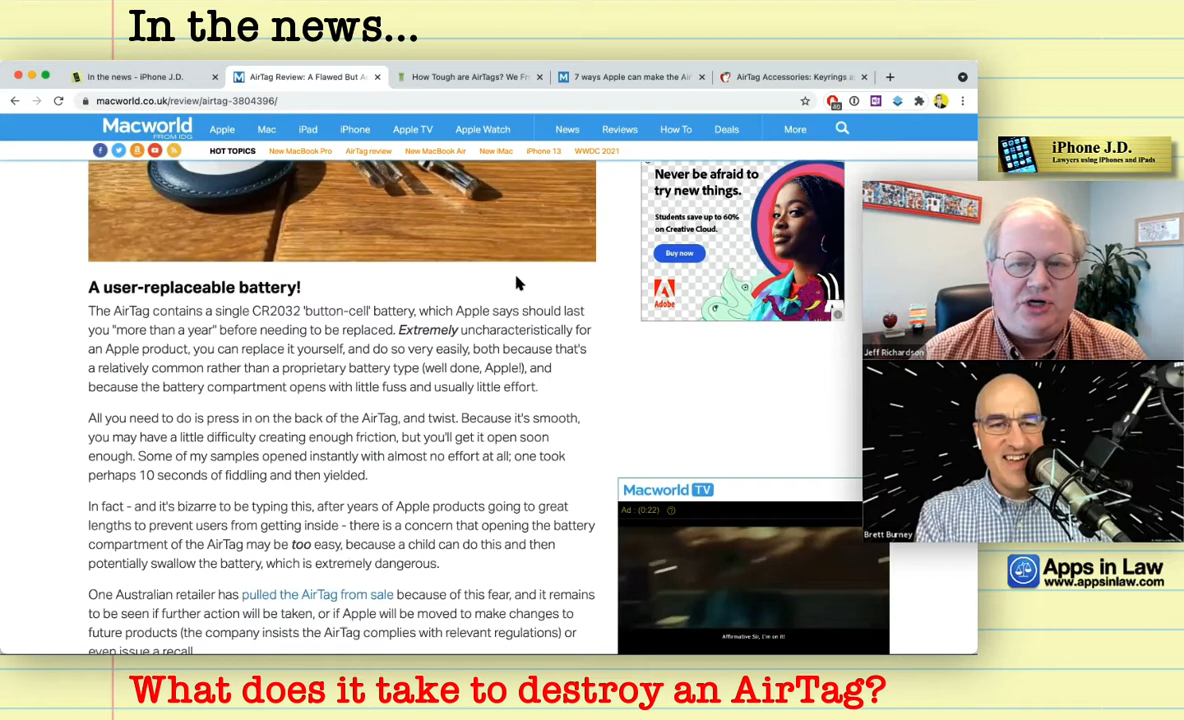 In the news...
In the news - iPhone J.D.
AirTag Review: A Flawed But A
How Tough are AirTags? We Fr
7 ways Apple can make the Air
AirTag Accessories: Keyrings a
macworld.co.uk/review/airtag-3804396/
Macworld
FROM IDG
Apple Mac iPad iPhone Apple TV Apple Watch News Reviews How To Deals More
HOT TOPICS New MacBook Pro AirTag review New MacBook Air New iMac iPhone 13 WWDC 2021
iPhone J.D.
Lawyers using iPhones and iPads
Never be afraid to
try new things.
Students save up to 60%
on Creative Cloud.
Buy now
Adobe
A user-replaceable battery!
The AirTag contains a single CR2032 'button-cell' battery, which Apple says should last
you "more than a year" before needing to be replaced. Extremely uncharacteristically for
an Apple product, you can replace it yourself, and do so very easily, both because that's
a relatively common rather than a proprietary battery type (well done, Apple!), and
because the battery compartment opens with little fuss and usually little effort.
All you need to do is press in on the back of the AirTag, and twist. Because it's smooth,
you may have a little difficulty creating enough friction, but you'll get it open soon
enough. Some of my samples opened instantly with almost no effort at all; one took
perhaps 10 seconds of fiddling and then yielded.
In fact - and it's bizarre to be typing this, after years of Apple products going to great
lengths to prevent users from getting inside - there is a concern that opening the battery
compartment of the AirTag may be too easy, because a child can do this and then
potentially swallow the battery, which is extremely dangerous.
One Australian retailer has pulled the AirTag from sale because of this fear, and it remains
to be seen if further action will be taken, or if Apple will be moved to make changes to
future products (the company insists the AirTag complies with relevant regulations) or
even issue a recall
Macworld TV
Ad : (0:22)
Affirmative Sir, I'm on it!
Jeff Richardson
Brett Burney
Apps in Law
www.appsinlaw.com
What does it take to destroy an AirTag?